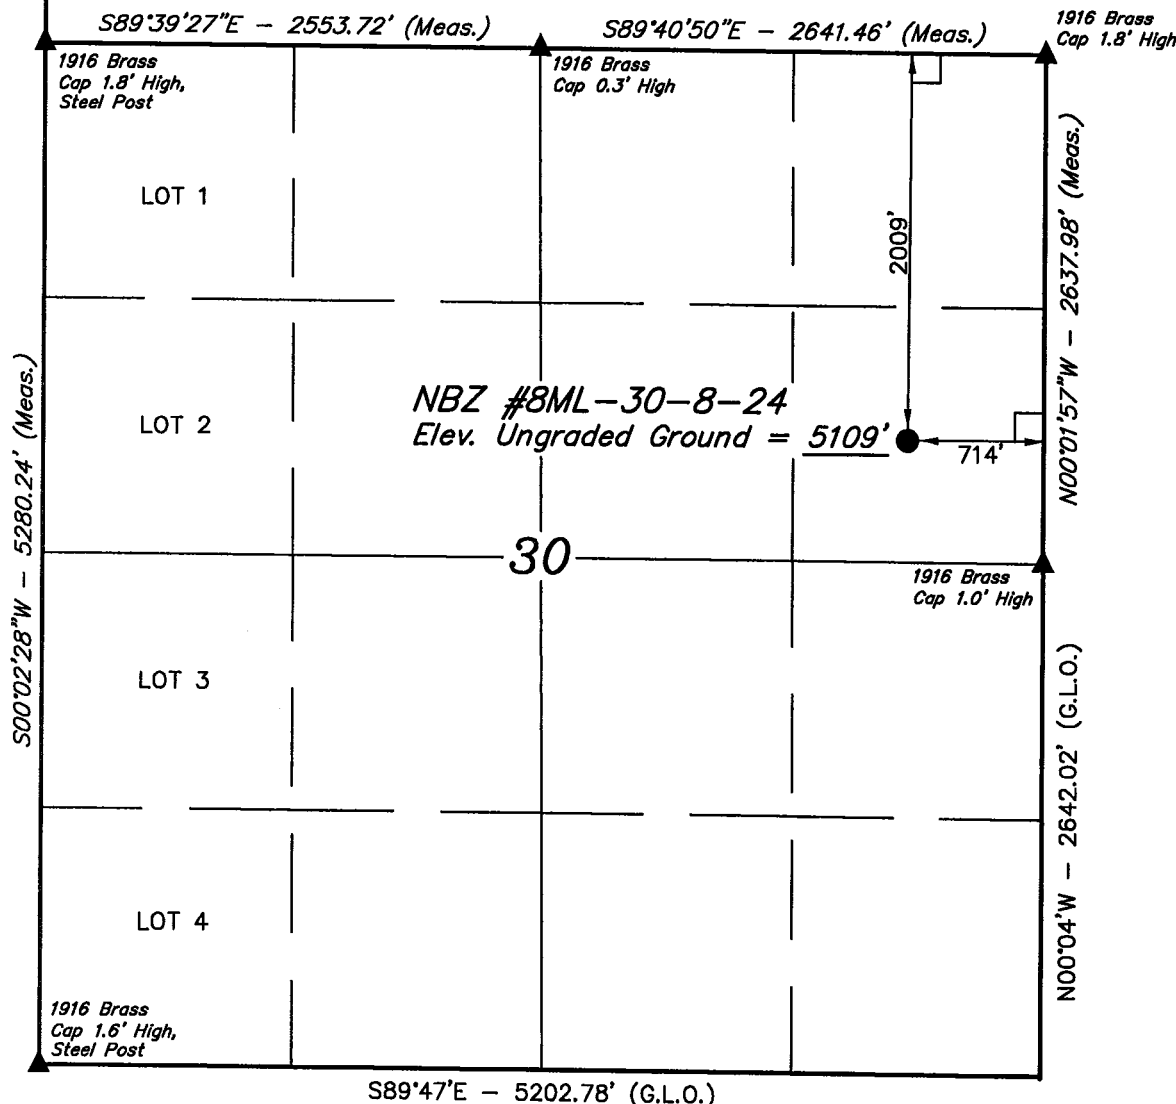 S89°39'27"E - 2553.72' (Meas.)
S89°40'50"E - 2641.46' (Meas.)
1916 Brass
Cap 1.8' High
1916 Brass
Cap 1.8' High,
Steel Post
1916 Brass
Cap 0.3' High
LOT 1
2009'
N00°01'57"W - 2637.98' (Meas.)
S00°02'28"W - 5280.24' (Meas.)
LOT 2
NBZ #8ML-30-8-24
Elev. Ungraded Ground = 5109'
714'
30
1916 Brass
Cap 1.0' High
LOT 3
N00°04'W - 2642.02' (G.L.O.)
LOT 4
1916 Brass
Cap 1.6' High,
Steel Post
S89°47'E - 5202.78' (G.L.O.)